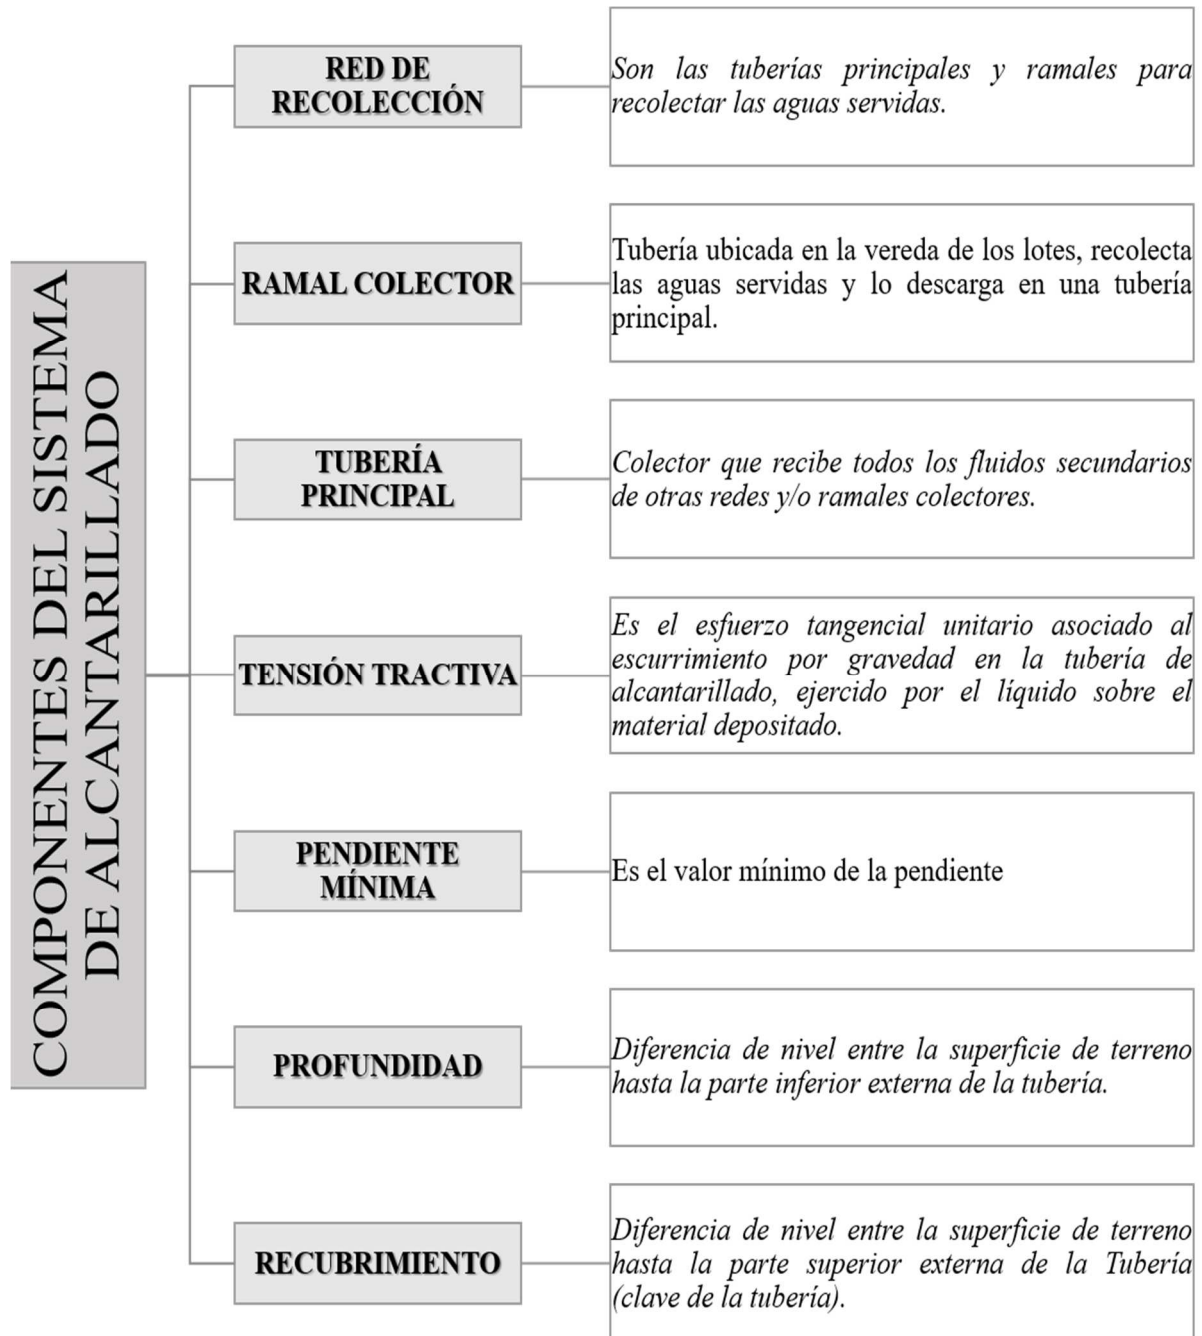 COMPONENTES DEL SISTEMA
DE ALCANTARILLADO
RED DE
RECOLECCIÓN
Son las tuberías principales y ramales para
recolectar las aguas servidas.
RAMAL COLECTOR
Tubería ubicada en la vereda de los lotes, recolecta
las aguas servidas y lo descarga en una tubería
principal.
TUBERÍA
PRINCIPAL
Colector que recibe todos los fluidos secundarios
de otras redes y/o ramales colectores.
TENSIÓN TRACTIVA
Es el esfuerzo tangencial unitario asociado al
escurrimiento por gravedad en la tubería de
alcantarillado, ejercido por el líquido sobre el
material depositado.
PENDIENTE
MÍNIMA
Es el valor mínimo de la pendiente
PROFUNDIDAD
Diferencia de nivel entre la superficie de terreno
hasta la parte inferior externa de la tubería.
RECUBRIMIENTO
Diferencia de nivel entre la superficie de terreno
hasta la parte superior externa de la Tubería
(clave de la tubería).